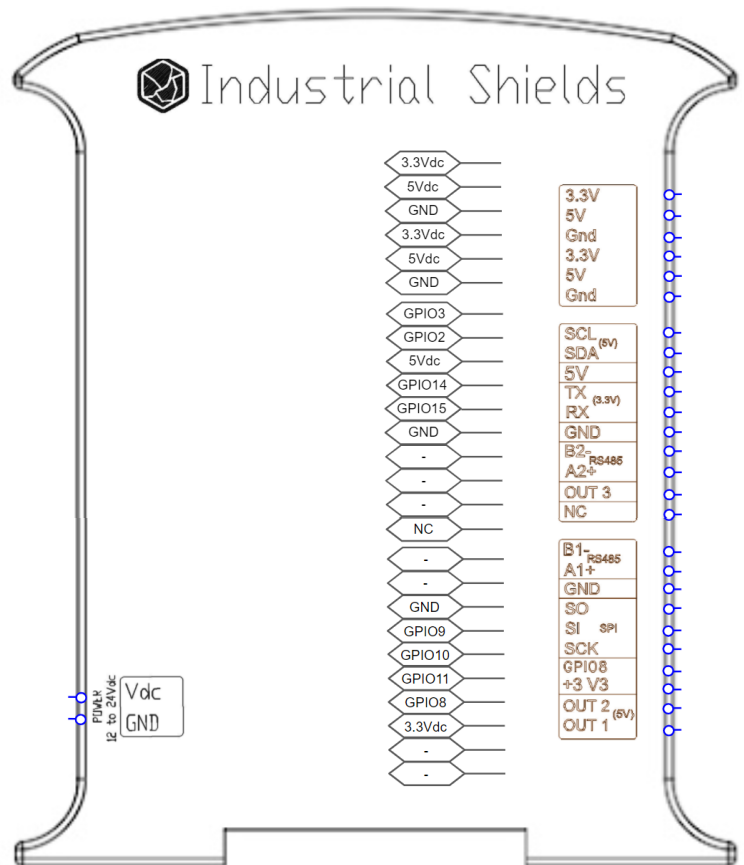 Industrial Shields
3.3Vdc
5Vdc
GND
3.3Vdc
5Vdc
GND
GPIO3
GPIO2
5Vdc
GPIO14
GPIO15
GND
-
-
-
NC
-
-
GND
GPIO9
GPIO10
GPIO11
GPIO8
3.3Vdc
-
-
3.3V
5V
Gnd
3.3V
5V
Gnd
SCL (5V)
SDA
5V
TX (3.3V)
RX
GND
B2- RS485
A2+
OUT 3
NC
B1- RS485
A1+
GND
SO
SI SPI
SCK
GPIO8
+3 V3
OUT 2 (5V)
OUT 1
POWER
12 to 24Vdc
Vdc
GND